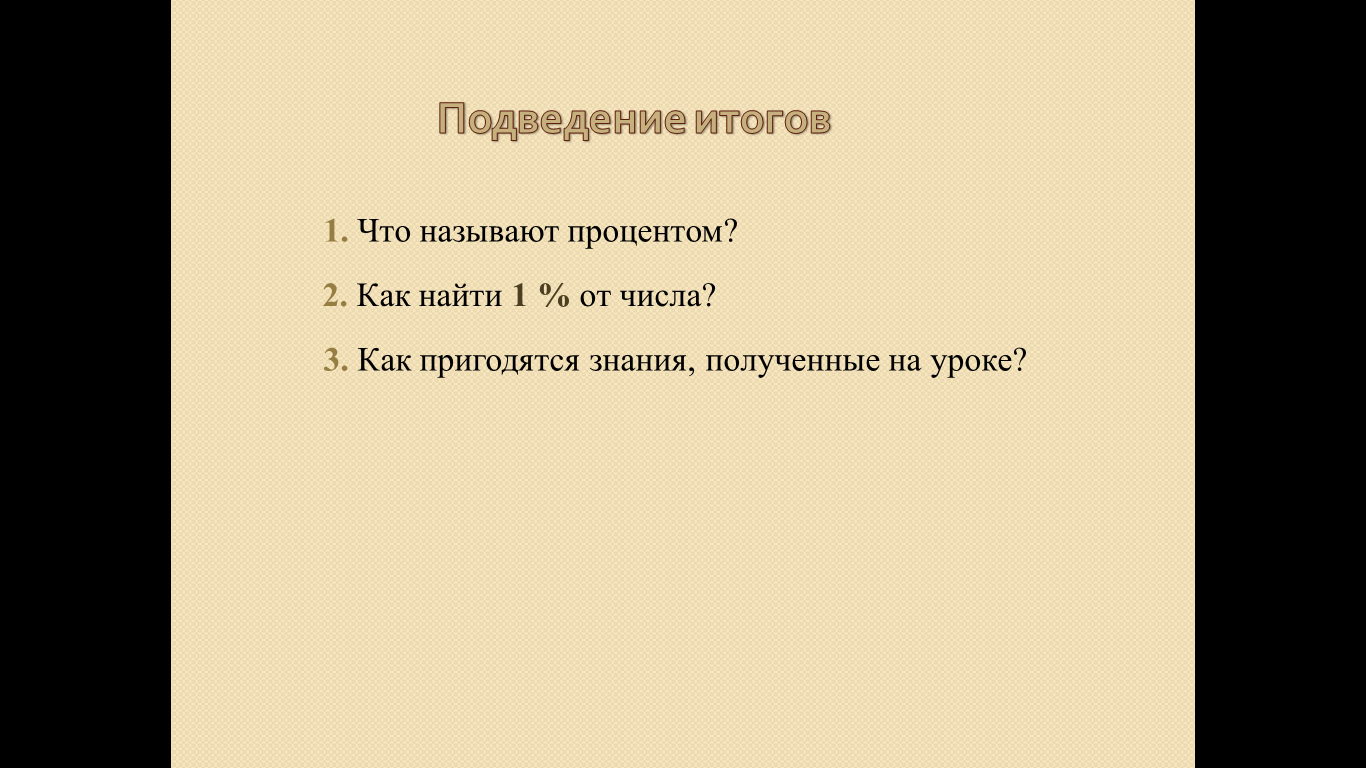 Подведение итогов
1. Что называют процентом?
2. Как найти 1 % от числа?
3. Как пригодятся знания, полученные на уроке?